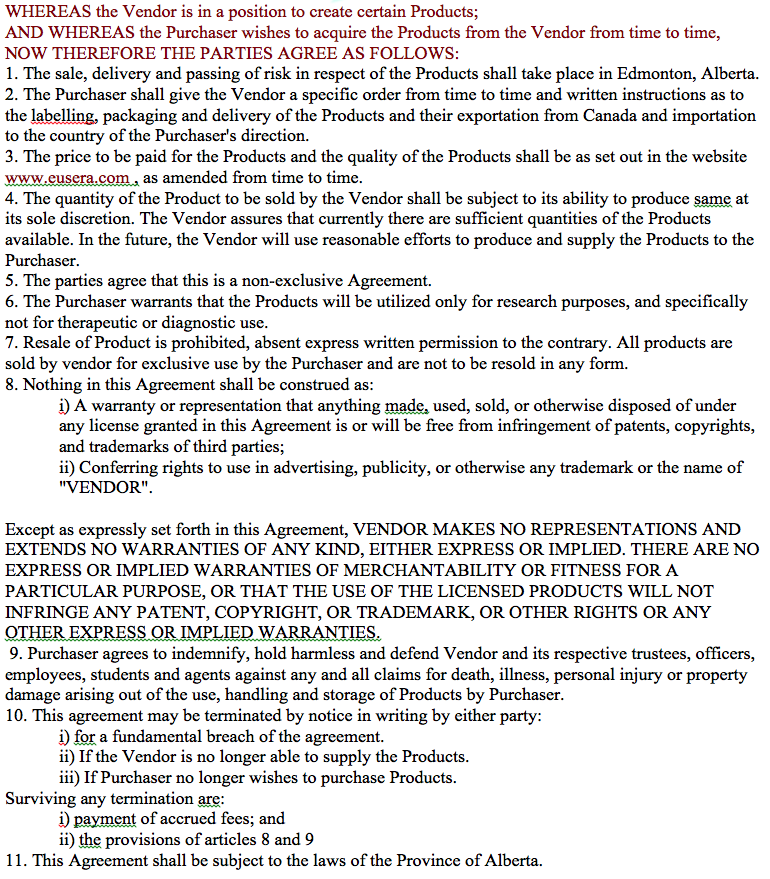 WHEREAS the Vendor is in a position to create certain Products;
AND WHEREAS the Purchaser wishes to acquire the Products from the Vendor from time to time,
NOW THEREFORE THE PARTIES AGREE AS FOLLOWS:
1. The sale, delivery and passing of risk in respect of the Products shall take place in Edmonton, Alberta.
2. The Purchaser shall give the Vendor a specific order from time to time and written instructions as to
the labelling, packaging and delivery of the Products and their exportation from Canada and importation
to the country of the Purchaser's direction.
3. The price to be paid for the Products and the quality of the Products shall be as set out in the website
www.eusera.com , as amended from time to time.
4. The quantity of the Product to be sold by the Vendor shall be subject to its ability to produce same at
its sole discretion. The Vendor assures that currently there are sufficient quantities of the Products
available. In the future, the Vendor will use reasonable efforts to produce and supply the Products to the
Purchaser.
5. The parties agree that this is a non-exclusive Agreement.
6. The Purchaser warrants that the Products will be utilized only for research purposes, and specifically
not for therapeutic or diagnostic use.
7. Resale of Product is prohibited, absent express written permission to the contrary. All products are
sold by vendor for exclusive use by the Purchaser and are not to be resold in any form.
8. Nothing in this Agreement shall be construed as:
i) A warranty or representation that anything made, used, sold, or otherwise disposed of under
any license granted in this Agreement is or will be free from infringement of patents, copyrights,
and trademarks of third parties;
ii) Conferring rights to use in advertising, publicity, or otherwise any trademark or the name of
"VENDOR".
Except as expressly set forth in this Agreement, VENDOR MAKES NO REPRESENTATIONS AND
EXTENDS NO WARRANTIES OF ANY KIND, EITHER EXPRESS OR IMPLIED. THERE ARE NO
EXPRESS OR IMPLIED WARRANTIES OF MERCHANTABILITY OR FITNESS FOR A
PARTICULAR PURPOSE, OR THAT THE USE OF THE LICENSED PRODUCTS WILL NOT
INFRINGE ANY PATENT, COPYRIGHT, OR TRADEMARK, OR OTHER RIGHTS OR ANY
OTHER EXPRESS OR IMPLIED WARRANTIES.
9. Purchaser agrees to indemnify, hold harmless and defend Vendor and its respective trustees, officers,
employees, students and agents against any and all claims for death, illness, personal injury or property
damage arising out of the use, handling and storage of Products by Purchaser.
10. This agreement may be terminated by notice in writing by either party:
i) for a fundamental breach of the agreement.
ii) If the Vendor is no longer able to supply the Products.
iii) If Purchaser no longer wishes to purchase Products.
Surviving any termination are:
i) payment of accrued fees; and
ii) the provisions of articles 8 and 9
11. This Agreement shall be subject to the laws of the Province of Alberta.